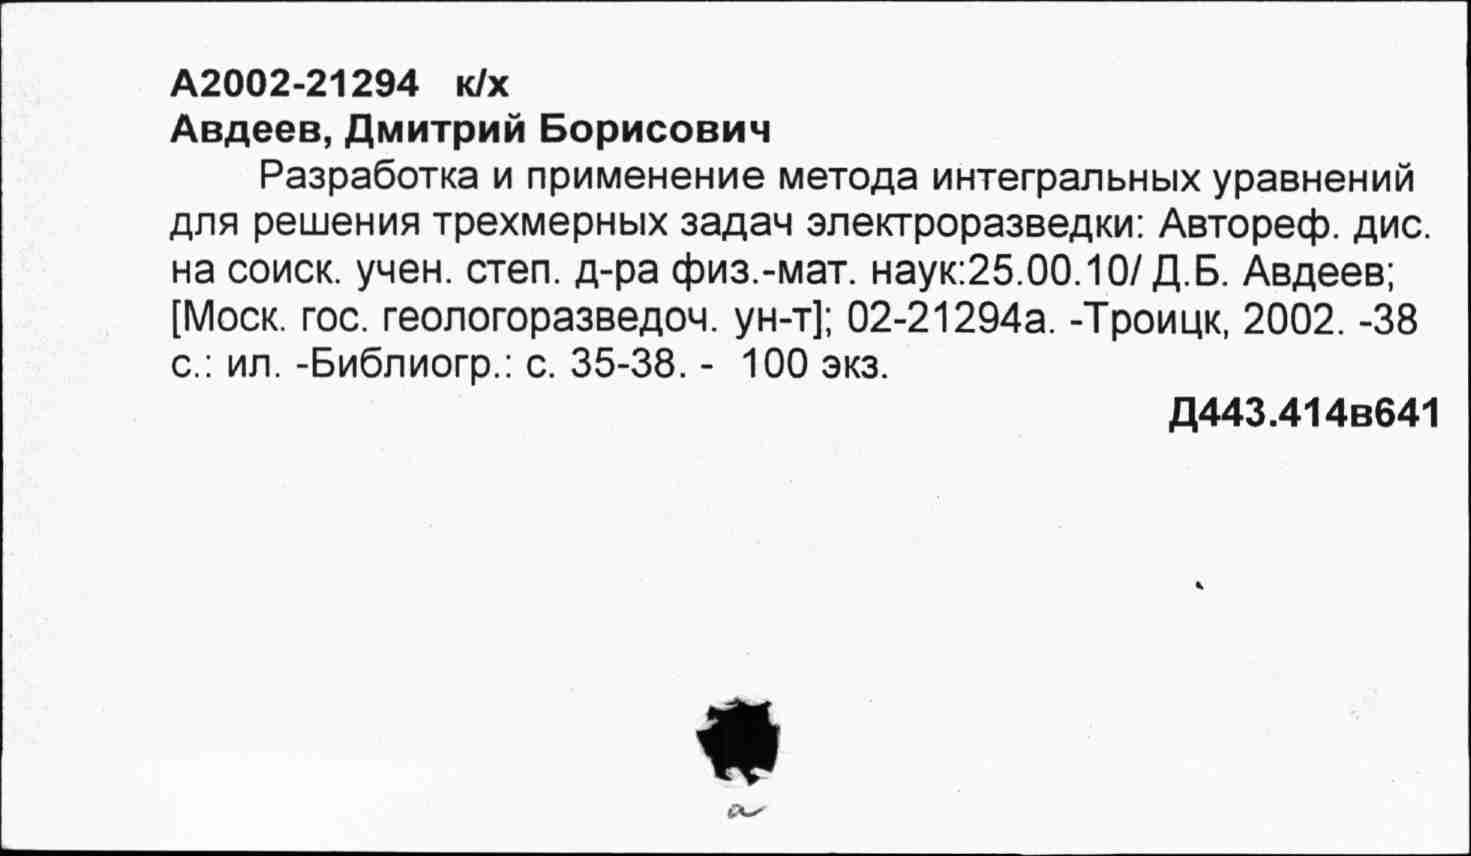 А2002-21294 к/х
Авдеев, Дмитрий Борисович
Разработка и применение метода интегральных уравнений
для решения трехмерных задач электроразведки: Автореф. дис.
на соиск. учен. степ. д-ра физ.-мат. наук:25.00.10/ Д.Б. Авдеев;
[Моск. гос. геологоразведоч. ун-т]; 02-21294а. -Троицк, 2002. -38
с.: ил. -Библиогр.: с. 35-38. - 100 экз.
Д443.414в641
а